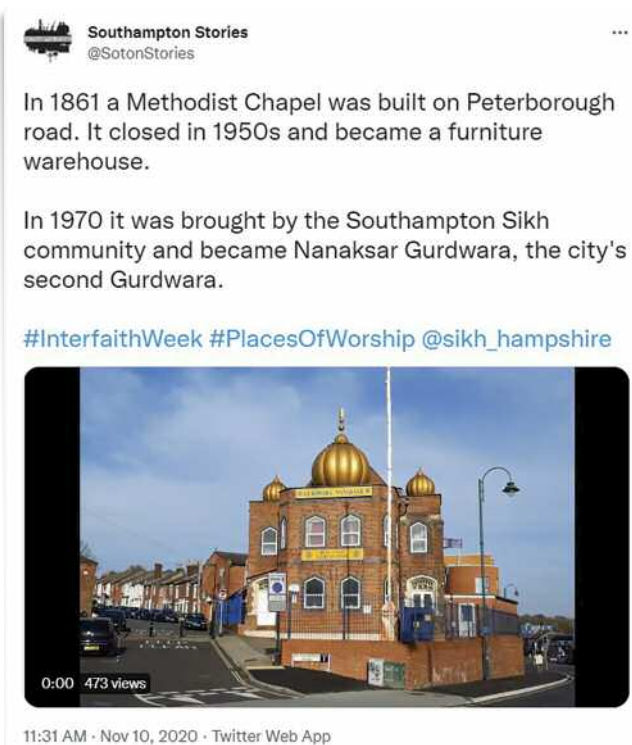 Southampton Stories
@SotonStories
In 1861 a Methodist Chapel was built on Peterborough
road. It closed in 1950s and became a furniture
warehouse.
In 1970 it was brought by the Southampton Sikh
community and became Nanaksar Gurdwara, the city's
second Gurdwara.
#InterfaithWeek #PlacesOfWorship @sikh_hampshire
0:00 473 views
11:31 AM · Nov 10, 2020 · Twitter Web App